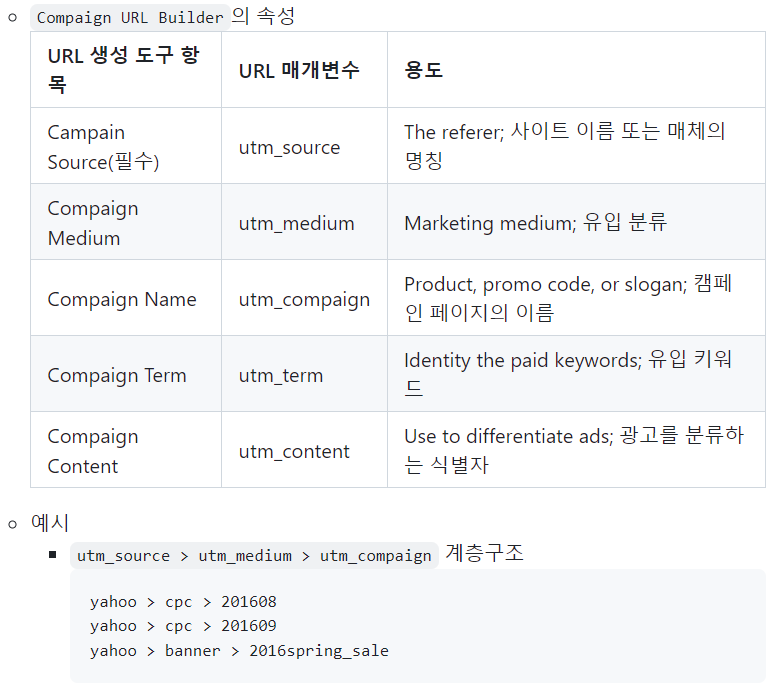 Compaign URL Builder의 속성
URL 생성 도구 항
목
URL 매개변수
용도
Campain
Source(필수)
utm_source
The referer; 사이트 이름 또는 매체의
명칭
Compaign
Medium
utm_medium
Marketing medium; 유입 분류
Compaign Name
utm_compaign
Product, promo code, or slogan; 캠페
인 페이지의 이름
Compaign Term
utm_term
Identity the paid keywords; 유입 키워
드
Compaign
Content
utm_content
Use to differentiate ads; 광고를 분류하
는 식별자
예시
utm_source > utm_medium > utm_compaign 계층구조
yahoo > cpc > 201608
yahoo > cpc > 201609
yahoo > banner > 2016spring_sale